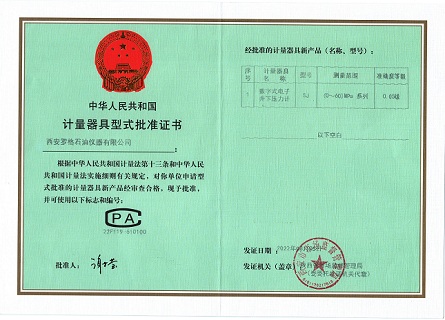 中华人民共和国
计量器具型式批准证书
西安思坦石油仪器有限公司
根据中华人民共和国计量法第十三条和中华人民
共和国计量法实施细则有关规定,对你单位申请型
式批准的计量器具新产品经审查合格,现予批准,
并可使用以下标志和编号:
CPA
批准人:
经批准的计量器具新产品(名称、型号):
序号 计量器具名称 型号 测量范围 准确度等级
1 数字式电子井下压力计 (0~60)MPa 系列 0.05级
以下空白
发证日期:
发证机关(盖章)